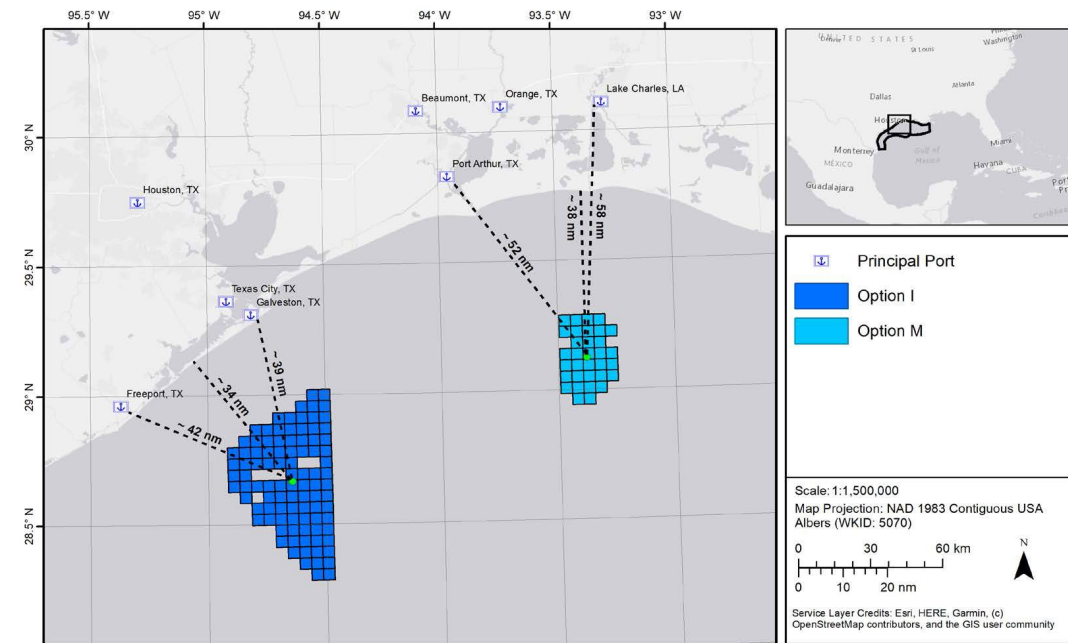 95.5° W
95° W
94.5° W
94° W
93.5° W
93° W
30° N
29.5° N
29° N
28.5° N
Beaumont, TX
Orange, TX
Lake Charles, LA
Port Arthur, TX
Houston, TX
Texas City, TX
Galveston, TX
Freeport, TX
~ 52 nm
~ 38 nm
~ 58 nm
~ 39 nm
~ 34 nm
~ 42 nm
UNITED STATES
Denver
St Louis
Washington
Atlanta
Dallas
Houston
Monterrey
Gulf of
Mexico
Miami
MÉXICO
Havana
CUBA
Guadalajara
Principal Port
Option I
Option M
Scale: 1:1,500,000
Map Projection: NAD 1983 Contiguous USA
Albers (WKID: 5070)
0 30 60 km
0 10 20 nm
N
Service Layer Credits: Esri, HERE, Garmin, (c)
OpenStreetMap contributors, and the GIS user community